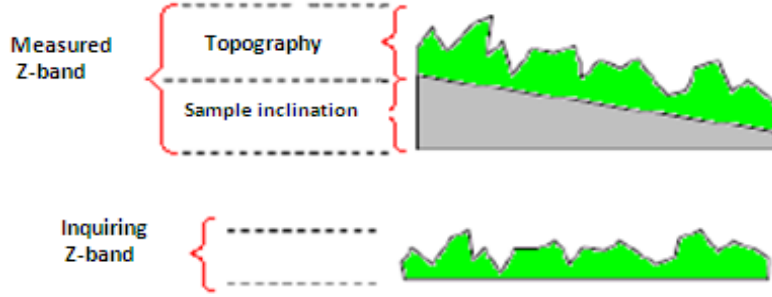 Measured
Z-band
Topography
Sample inclination
Inquiring
Z-band